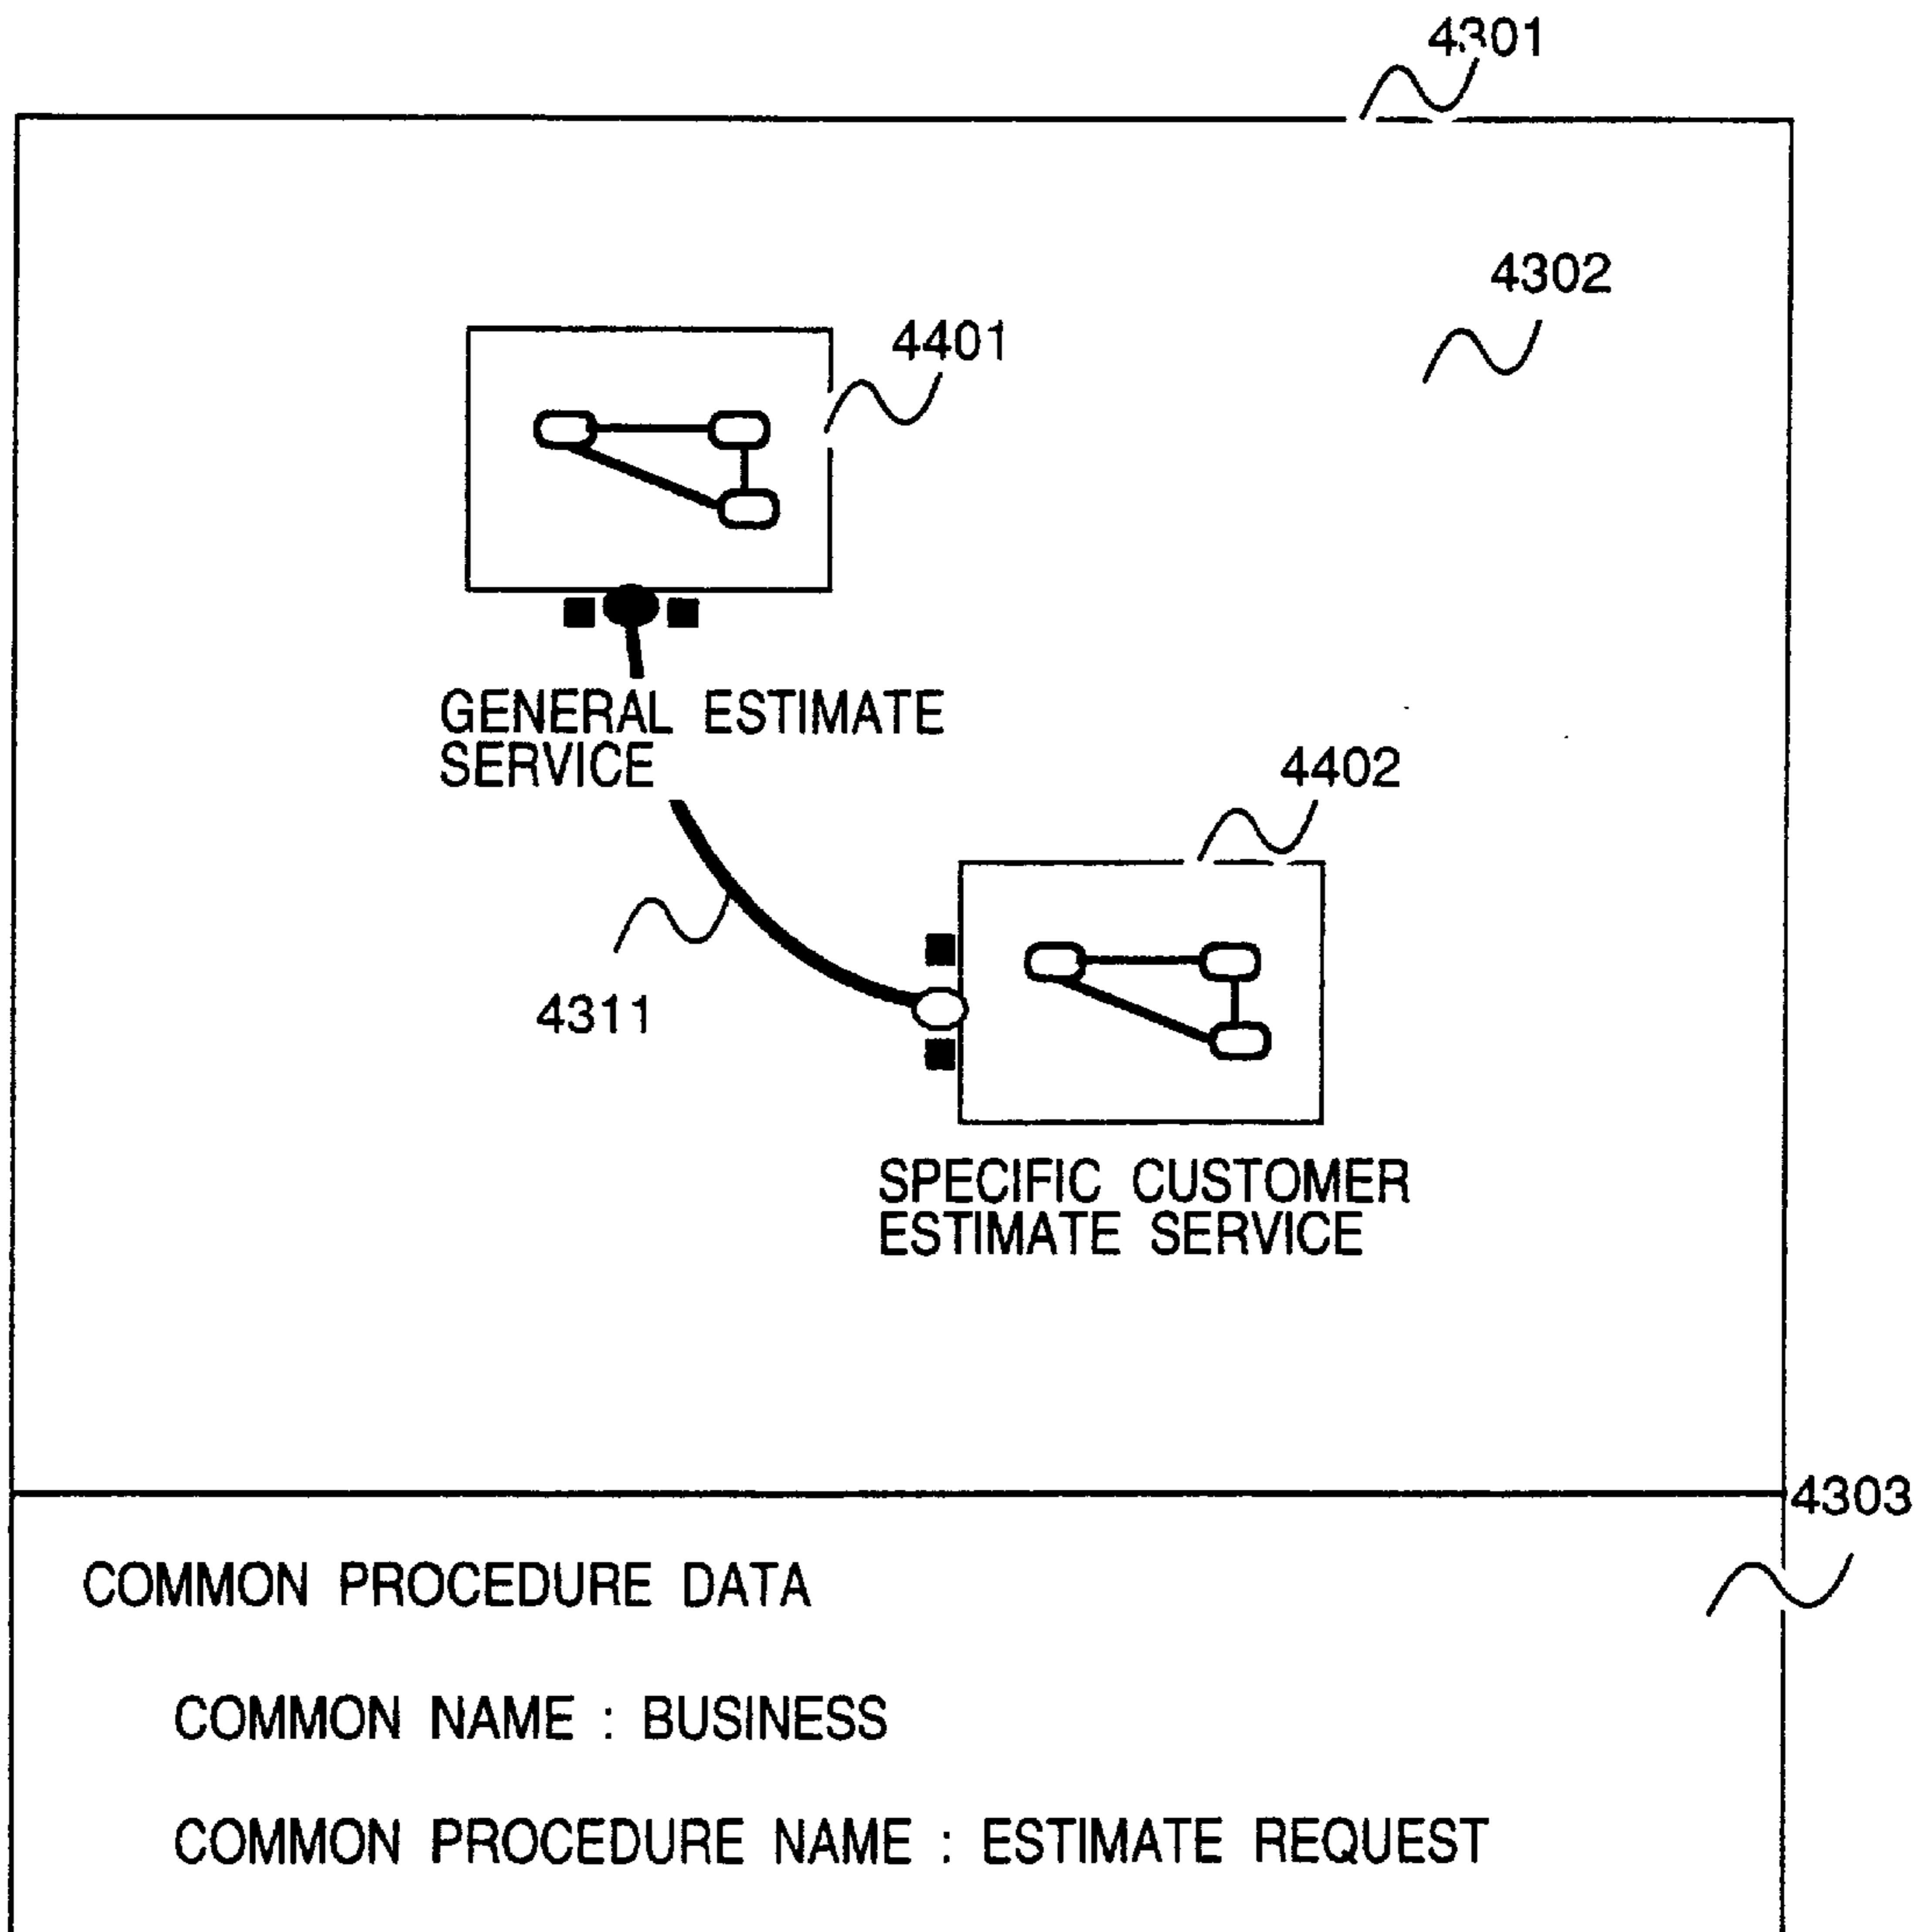 4301
4302
4401
GENERAL ESTIMATE
SERVICE
4402
4311
SPECIFIC CUSTOMER
ESTIMATE SERVICE
4303
COMMON PROCEDURE DATA
COMMON NAME : BUSINESS
COMMON PROCEDURE NAME : ESTIMATE REQUEST